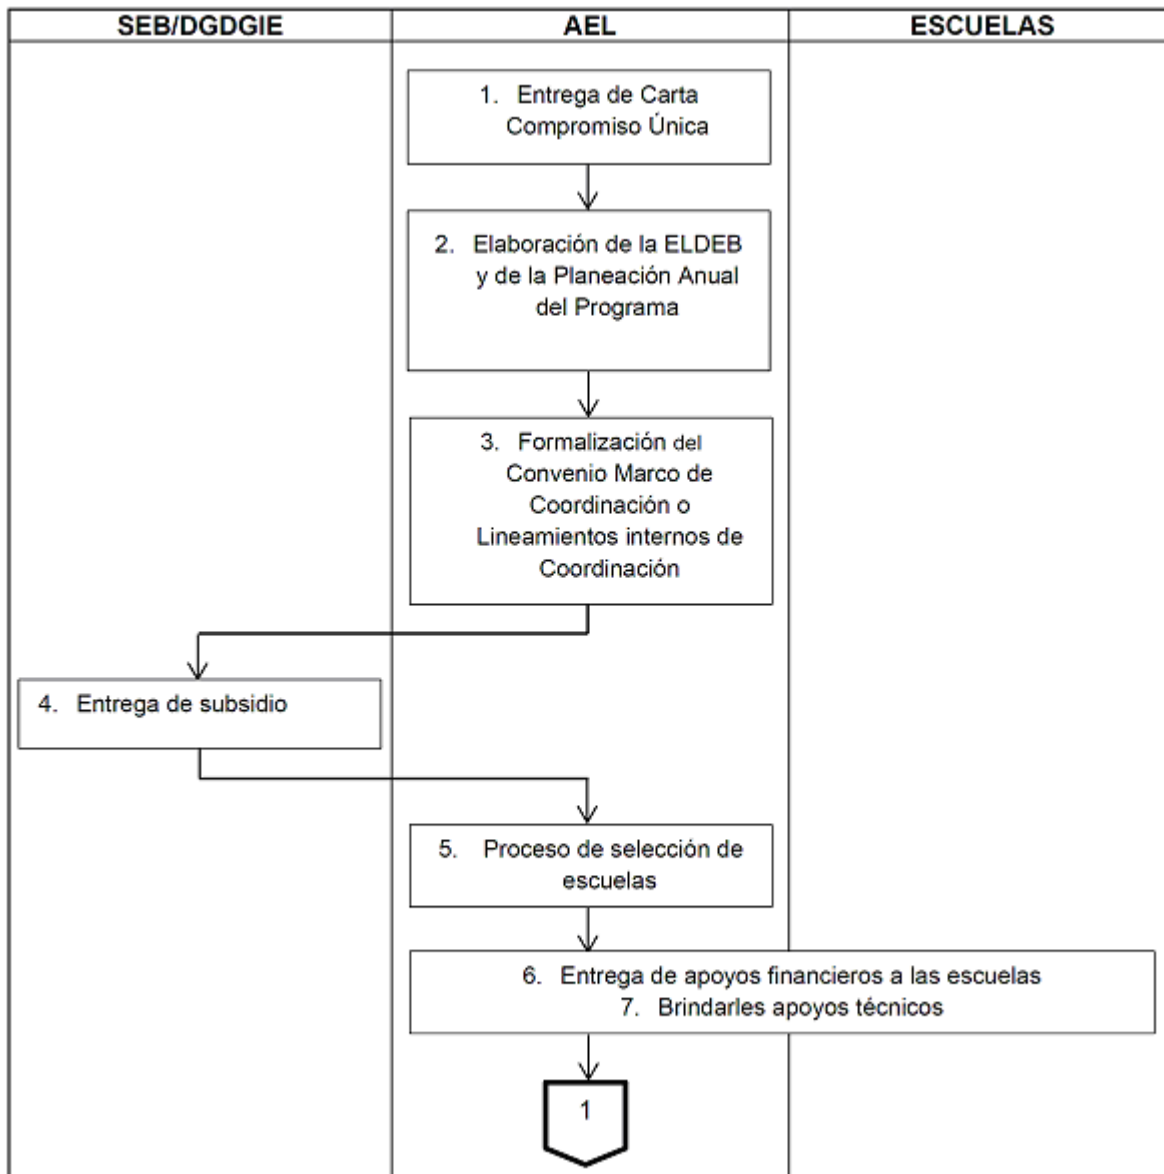 SEB/DGDGIE
AEL
ESCUELAS
1. Entrega de Carta
Compromiso Única
2. Elaboración de la ELDEB
y de la Planeación Anual
del Programa
3. Formalización del
Convenio Marco de
Coordinación o
Lineamientos internos de
Coordinación
4. Entrega de subsidio
5. Proceso de selección de
escuelas
6. Entrega de apoyos financieros a las escuelas
7. Brindarles apoyos técnicos
1